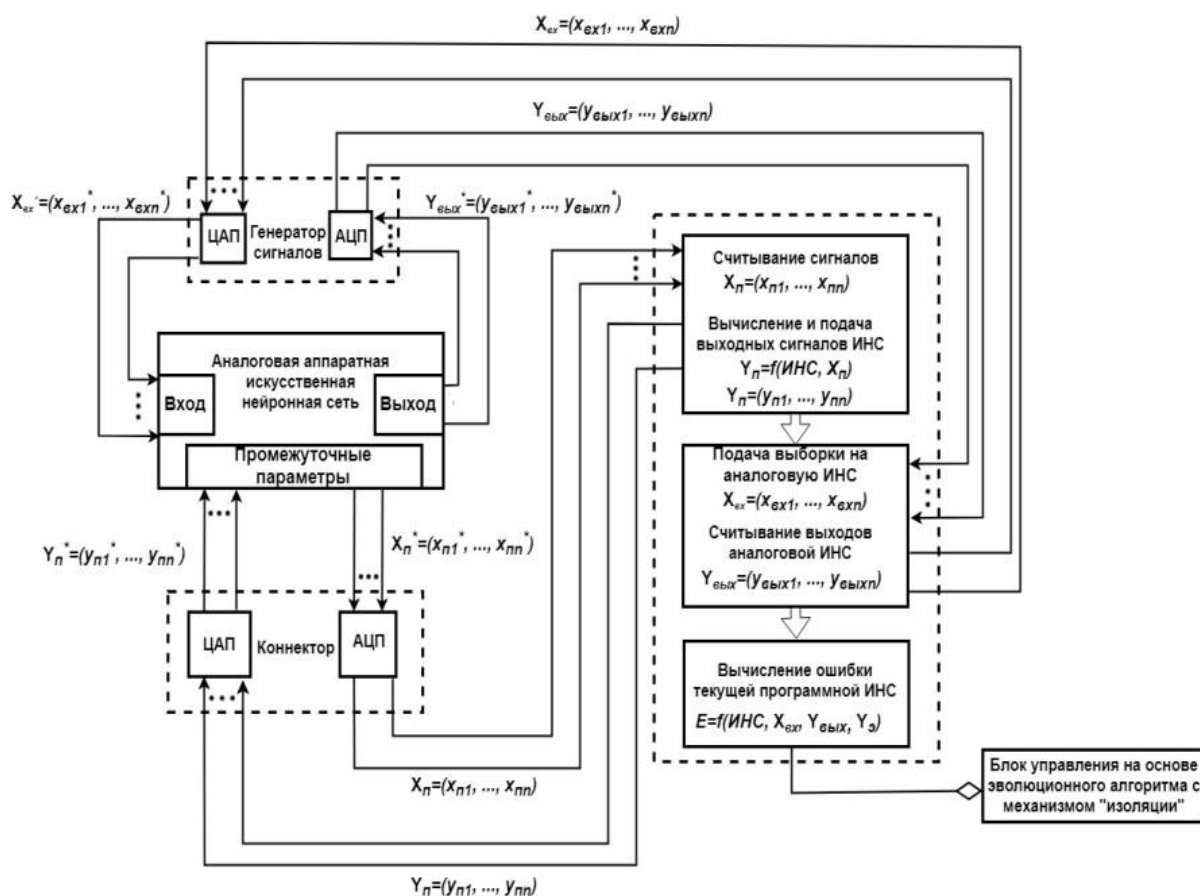 Xвх=(xвх1, ..., xвхn)
Yвых=(yвых1, ..., yвыхn)
Xвх*=(xвх1*, ..., xвхn*)
Yвых*=(yвых1*, ..., yвыхn*)
ЦАП
Генератор
сигналов
АЦП
Аналоговая аппаратная
искусственная
нейронная сеть
Вход
Выход
Промежуточные
параметры
Yп*=(yп1*, ..., yпn*)
Xп*=(xп1*, ..., xпn*)
ЦАП
Коннектор
АЦП
Xп=(xп1, ..., xпn)
Yп=(yп1, ..., yпn)
Считывание сигналов
Xп=(xп1, ..., xпn)
Вычисление и подача
выходных сигналов ИНС
Yп=f(ИНС, Xп)
Yп=(yп1, ..., yпn)
Подача выборки на
аналоговую ИНС
Xвх=(xвх1, ..., xвхn)
Считывание выходов
аналоговой ИНС
Yвых=(yвых1, ..., yвыхn)
Вычисление ошибки
текущей программной ИНС
E=f(ИНС, Xвх, Yвых, Yэ)
Блок управления на основе
эволюционного алгоритма с
механизмом "изоляции"